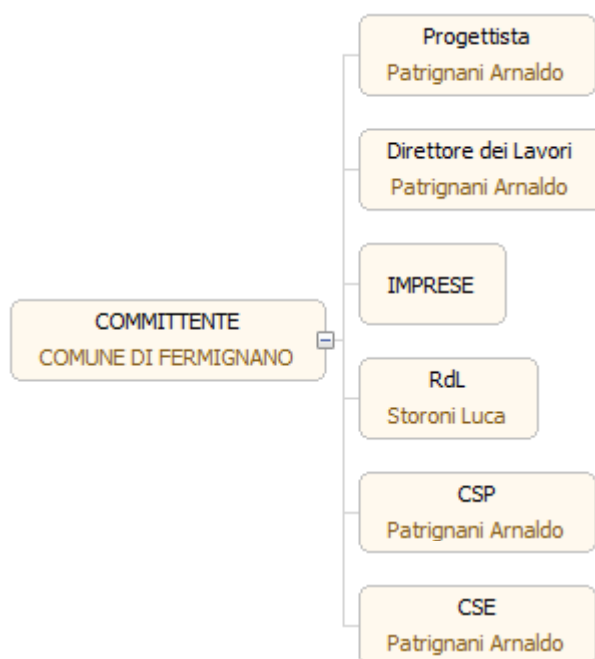 Progettista
Patrignani Arnaldo
Direttore dei Lavori
Patrignani Arnaldo
IMPRESE
COMMITTENTE
COMUNE DI FERMIGNANO
RdL
Storoni Luca
CSP
Patrignani Arnaldo
CSE
Patrignani Arnaldo